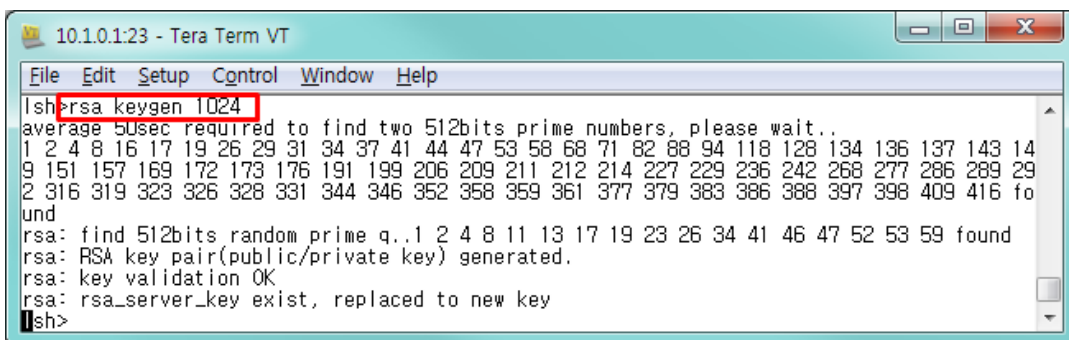 10.1.0.1:23 - Tera Term VT
File Edit Setup Control Window Help
lsh>rsa keygen 1024
average 50sec required to find two 512bits prime numbers, please wait..
1 2 4 8 16 17 19 26 29 31 34 37 41 44 47 53 58 68 71 82 88 94 118 128 134 136 137 143 14
9 151 157 169 172 173 176 191 199 206 209 211 212 214 227 229 236 242 268 277 286 289 29
2 316 319 323 326 328 331 344 346 352 358 359 361 377 379 383 386 388 397 398 409 416 fo
und
rsa: find 512bits random prime q..1 2 4 8 11 13 17 19 23 26 34 41 46 47 52 53 59 found
rsa: RSA key pair(public/private key) generated.
rsa: key validation OK
rsa: rsa_server_key exist, replaced to new key
lsh>